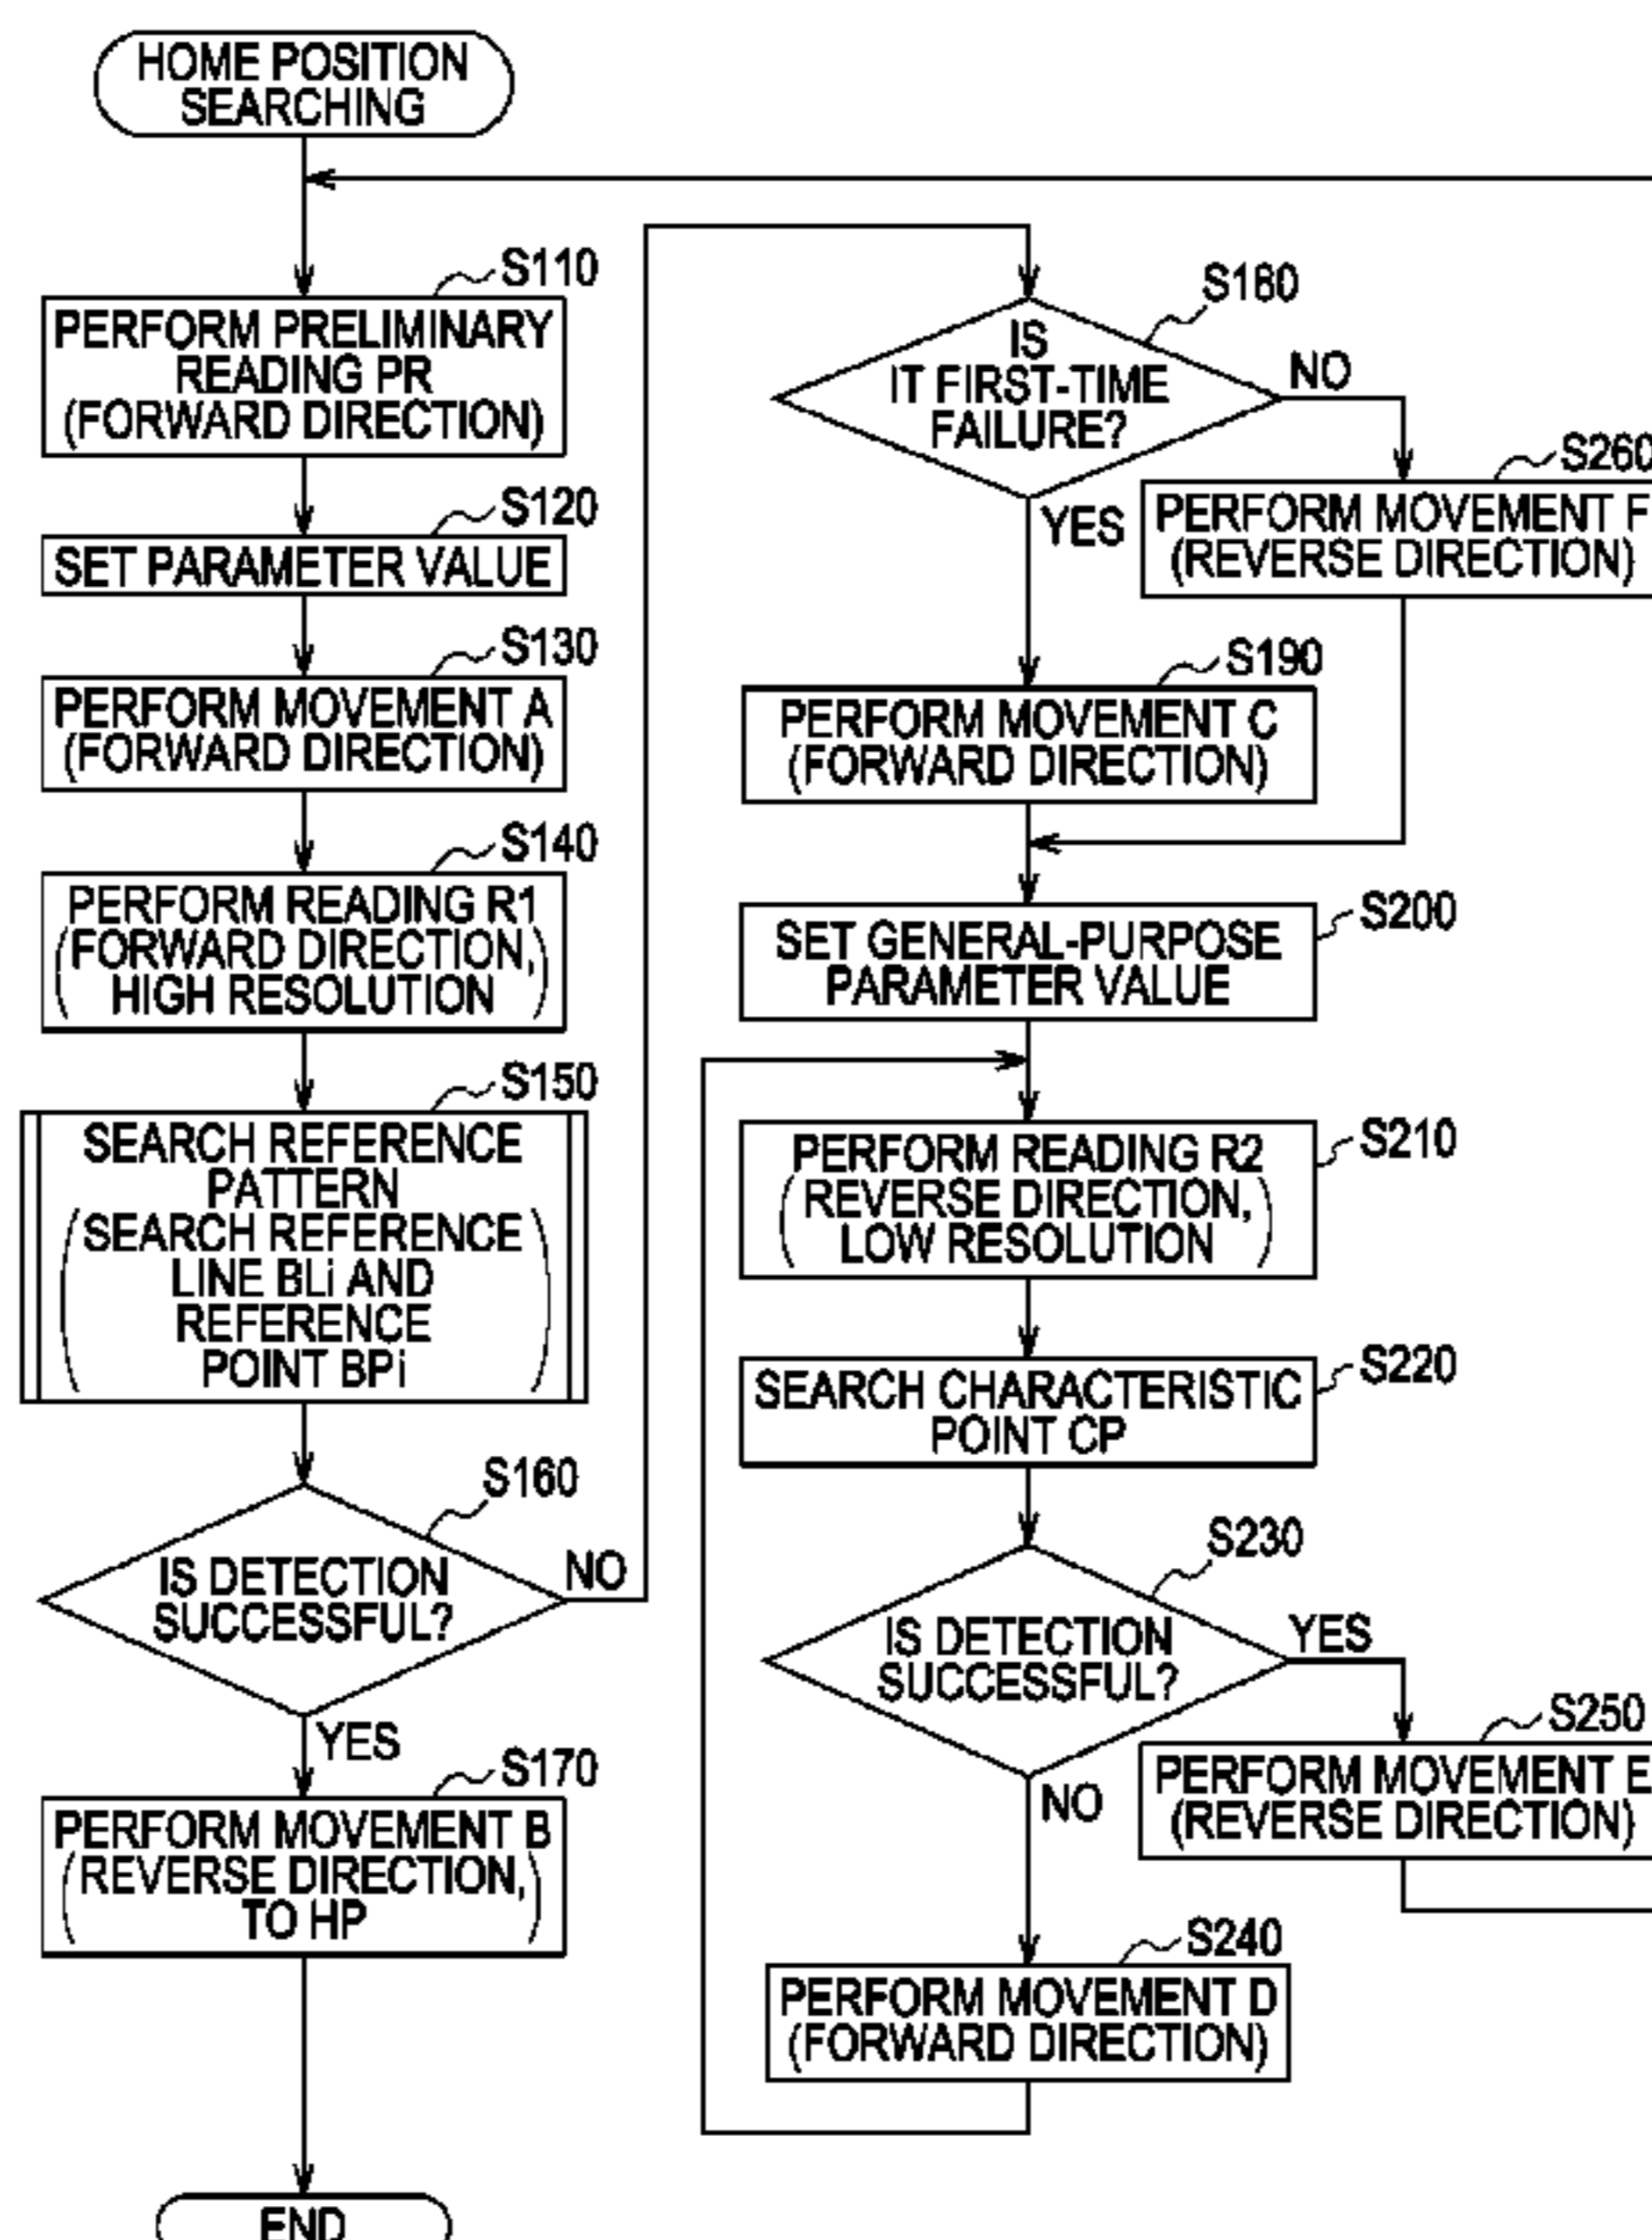 HOME POSITION
SEARCHING
S110
PERFORM PRELIMINARY
READING PR
(FORWARD DIRECTION)
S120
SET PARAMETER VALUE
S130
PERFORM MOVEMENT A
(FORWARD DIRECTION)
S140
PERFORM READING R1
(FORWARD DIRECTION,
HIGH RESOLUTION)
S150
SEARCH REFERENCE
PATTERN
(SEARCH REFERENCE
LINE BLi AND
REFERENCE
POINT BPi)
S160
IS DETECTION
SUCCESSFUL?
NO
YES
S170
PERFORM MOVEMENT B
(REVERSE DIRECTION,
TO HP)
END
S180
IS
IT FIRST-TIME
FAILURE?
NO
YES
S260
PERFORM MOVEMENT F
(REVERSE DIRECTION)
S190
PERFORM MOVEMENT C
(FORWARD DIRECTION)
S200
SET GENERAL-PURPOSE
PARAMETER VALUE
S210
PERFORM READING R2
(REVERSE DIRECTION,
LOW RESOLUTION)
S220
SEARCH CHARACTERISTIC
POINT CP
S230
IS DETECTION
SUCCESSFUL?
YES
NO
S250
PERFORM MOVEMENT E
(REVERSE DIRECTION)
S240
PERFORM MOVEMENT D
(FORWARD DIRECTION)